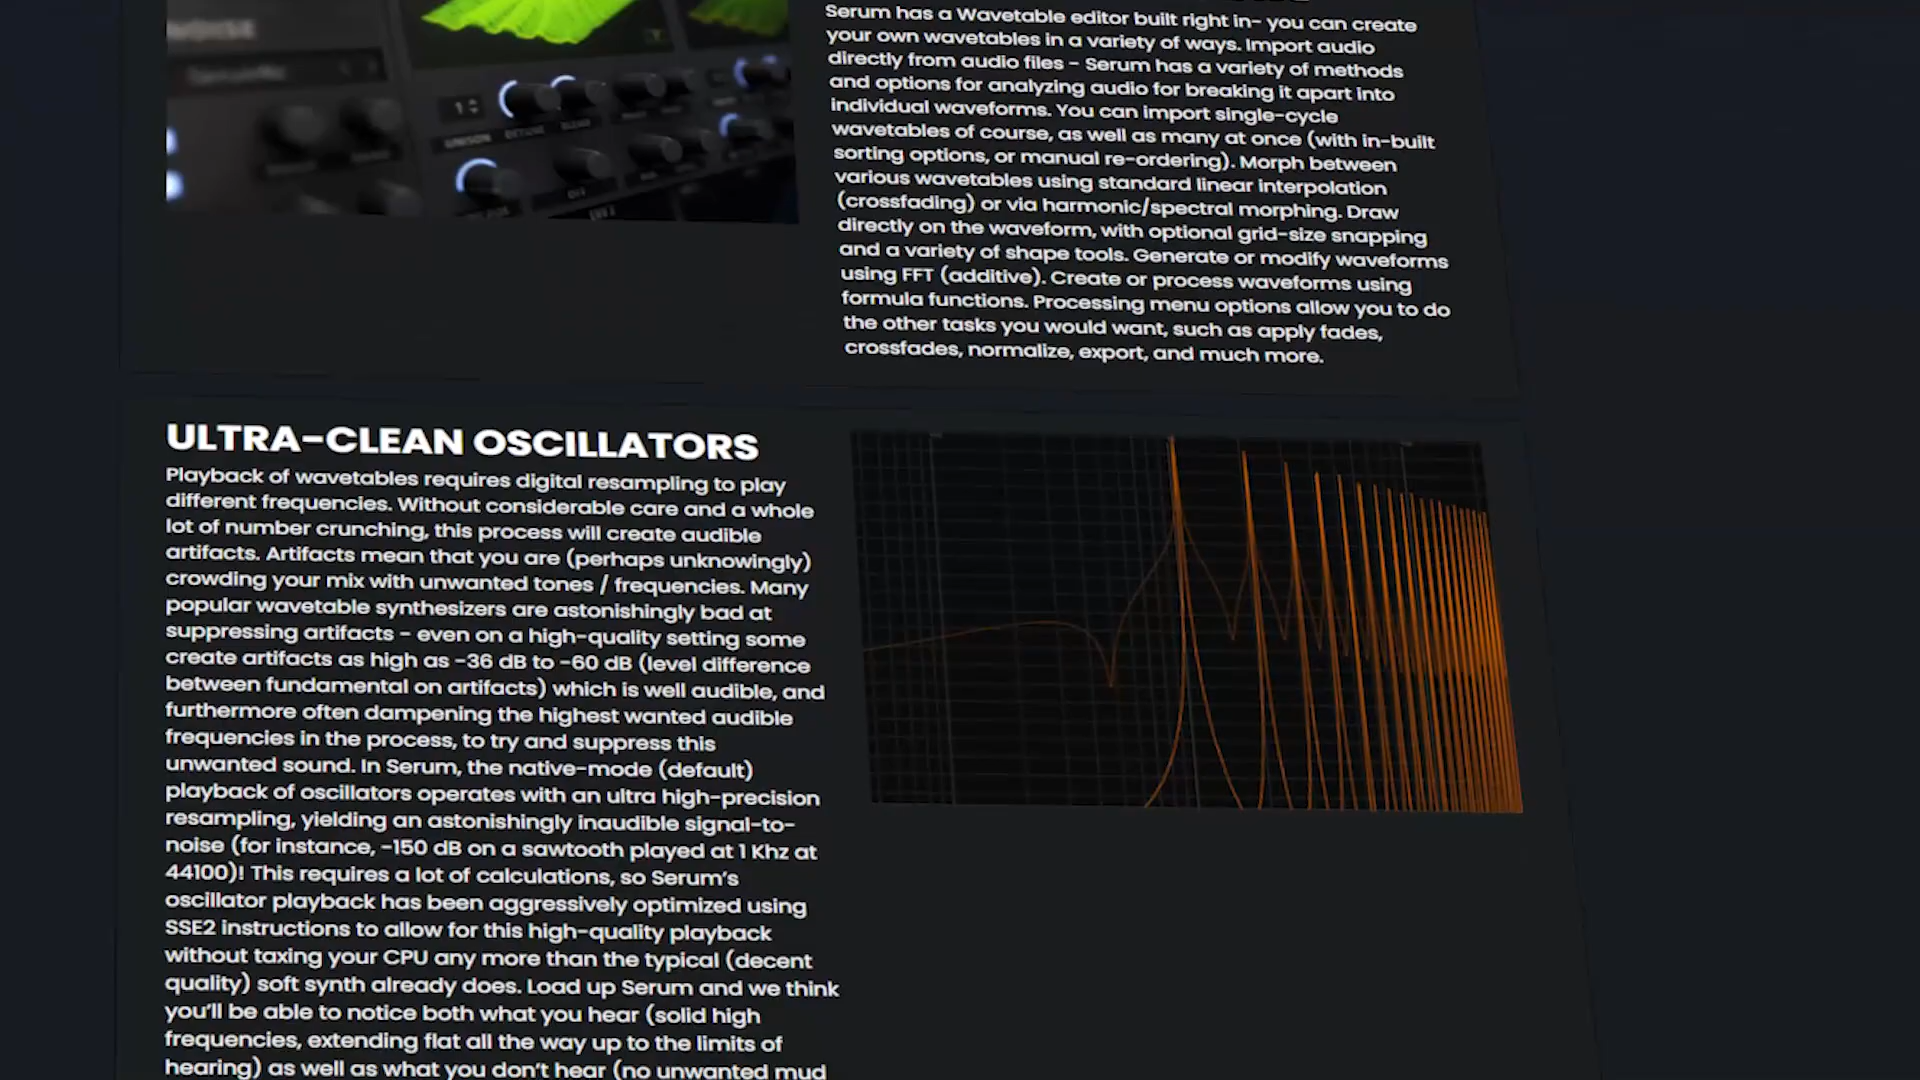 Serum has a Wavetable editor built right in- you can create
your own wavetables in a variety of ways. Import audio
directly from audio files - Serum has a variety of methods
and options for analyzing audio for breaking it apart into
individual waveforms. You can import single-cycle
wavetables of course, as well as many at once (with in-built
sorting options, or manual re-ordering). Morph between
various wavetables using standard linear interpolation
(crossfading) or via harmonic/spectral morphing. Draw
directly on the waveform, with optional grid-size snapping
and a variety of shape tools. Generate or modify waveforms
using FFT (additive). Create or process waveforms using
formula functions. Processing menu options allow you to do
the other tasks you would want, such as apply fades,
crossfades, normalize, export, and much more.
NOISE
1
UNISON DETUNE BLEND
ULTRA-CLEAN OSCILLATORS
Playback of wavetables requires digital resampling to play
different frequencies. Without considerable care and a whole
lot of number crunching, this process will create audible
artifacts. Artifacts mean that you are (perhaps unknowingly)
crowding your mix with unwanted tones / frequencies. Many
popular wavetable synthesizers are astonishingly bad at
suppressing artifacts - even on a high-quality setting some
create artifacts as high as -36 dB to -60 dB (level difference
between fundamental on artifacts) which is well audible, and
furthermore often dampening the highest wanted audible
frequencies in the process, to try and suppress this
unwanted sound. In Serum, the native-mode (default)
playback of oscillators operates with an ultra high-precision
resampling, yielding an astonishingly inaudible signal-to-
noise (for instance, -150 dB on a sawtooth played at 1 Khz at
44100)! This requires a lot of calculations, so Serum's
oscillator playback has been aggressively optimized using
SSE2 instructions to allow for this high-quality playback
without taxing your CPU any more than the typical (decent
quality) soft synth already does. Load up Serum and we think
you'll be able to notice both what you hear (solid high
frequencies, extending flat all the way up to the limits of
hearing) as well as what you don't hear (no unwanted mud